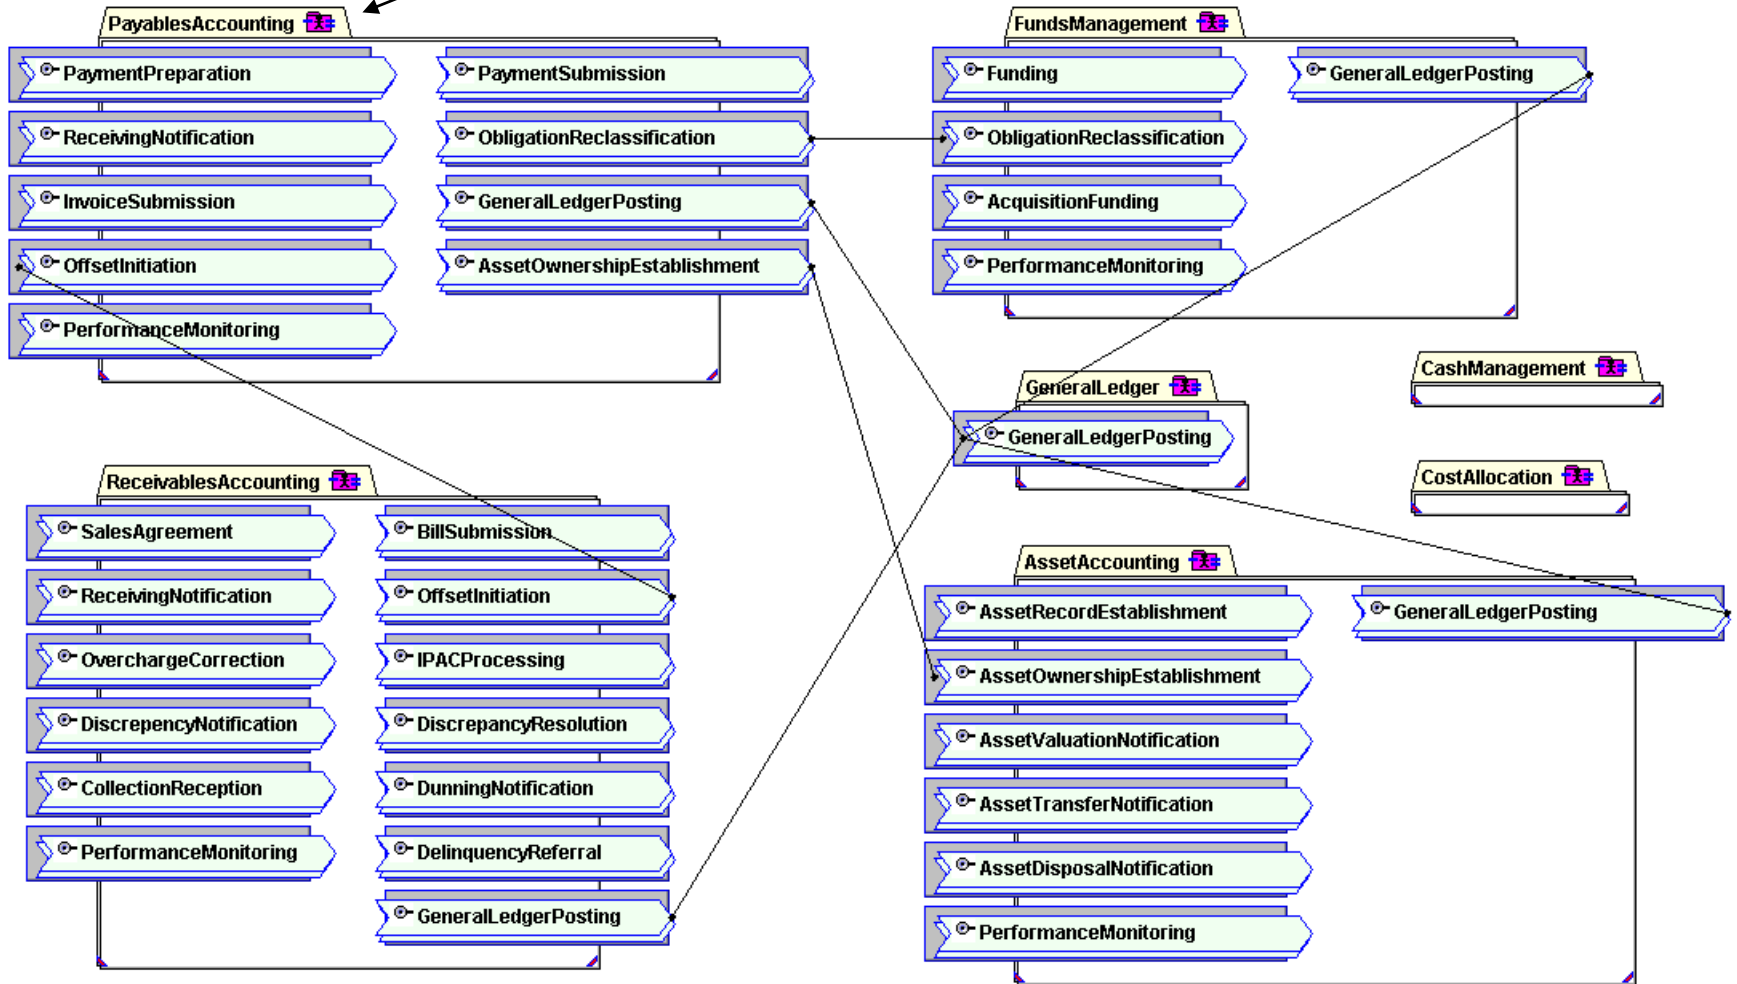 PayablesAccounting
PaymentPreparation
ReceivingNotification
InvoiceSubmission
OffsetInitiation
PerformanceMonitoring
PaymentSubmission
ObligationReclassification
GeneralLedgerPosting
AssetOwnershipEstablishment
FundsManagement
Funding
ObligationReclassification
AcquisitionFunding
PerformanceMonitoring
GeneralLedgerPosting
GeneralLedger
GeneralLedgerPosting
CashManagement
CostAllocation
ReceivablesAccounting
SalesAgreement
ReceivingNotification
OverchargeCorrection
DiscrepencyNotification
CollectionReception
PerformanceMonitoring
BillSubmission
OffsetInitiation
IPACProcessing
DiscrepancyResolution
DunningNotification
DelinquencyReferral
GeneralLedgerPosting
AssetAccounting
AssetRecordEstablishment
AssetOwnershipEstablishment
AssetValuationNotification
AssetTransferNotification
AssetDisposalNotification
PerformanceMonitoring
GeneralLedgerPosting